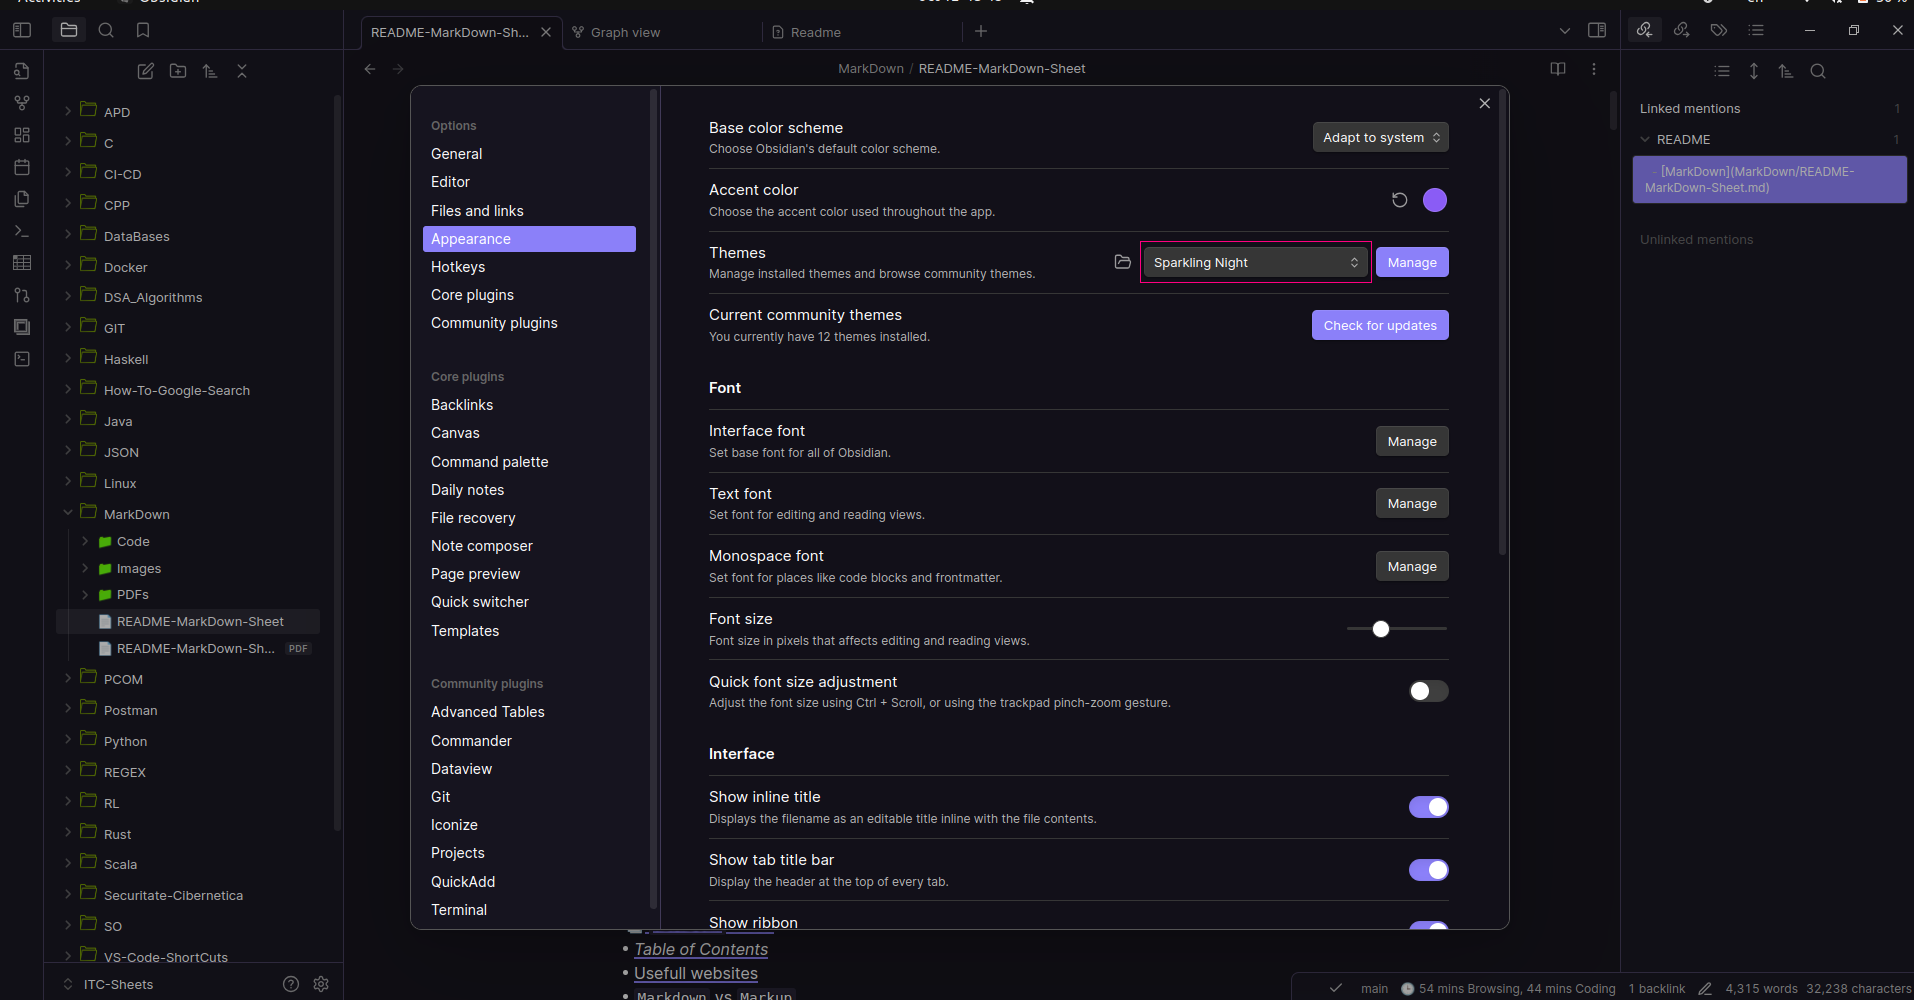 README-MarkDown-Sh...
Graph view
Readme
MarkDown / README-MarkDown-Sheet
APD
C
CI-CD
CPP
DataBases
Docker
DSA_Algorithms
GIT
Haskell
How-To-Google-Search
Java
JSON
Linux
MarkDown
Code
Images
PDFs
README-MarkDown-Sheet
README-MarkDown-Sh... PDF
PCOM
Postman
Python
REGEX
RL
Rust
Scala
Securitate-Cibernetica
SO
VS-Code-ShortCuts
ITC-Sheets
Options
General
Editor
Files and links
Appearance
Hotkeys
Core plugins
Community plugins
Core plugins
Backlinks
Canvas
Command palette
Daily notes
File recovery
Note composer
Page preview
Quick switcher
Templates
Community plugins
Advanced Tables
Commander
Dataview
Git
Iconize
Projects
QuickAdd
Terminal
Base color scheme
Choose Obsidian's default color scheme.
Adapt to system
Accent color
Choose the accent color used throughout the app.
Themes
Manage installed themes and browse community themes.
Sparkling Night
Manage
Current community themes
You currently have 12 themes installed.
Check for updates
Font
Interface font
Set base font for all of Obsidian.
Manage
Text font
Set font for editing and reading views.
Manage
Monospace font
Set font for places like code blocks and frontmatter.
Manage
Font size
Font size in pixels that affects editing and reading views.
Quick font size adjustment
Adjust the font size using Ctrl + Scroll, or using the trackpad pinch-zoom gesture.
Interface
Show inline title
Displays the filename as an editable title inline with the file contents.
Show tab title bar
Display the header at the top of every tab.
Show ribbon
• Table of Contents
• Usefull websites
• Markdown vs Markup
Linked mentions 1
README 1
- [MarkDown](MarkDown/README-
MarkDown-Sheet.md)
Unlinked mentions
main 54 mins Browsing, 44 mins Coding 1 backlink 4,315 words 32,238 characters